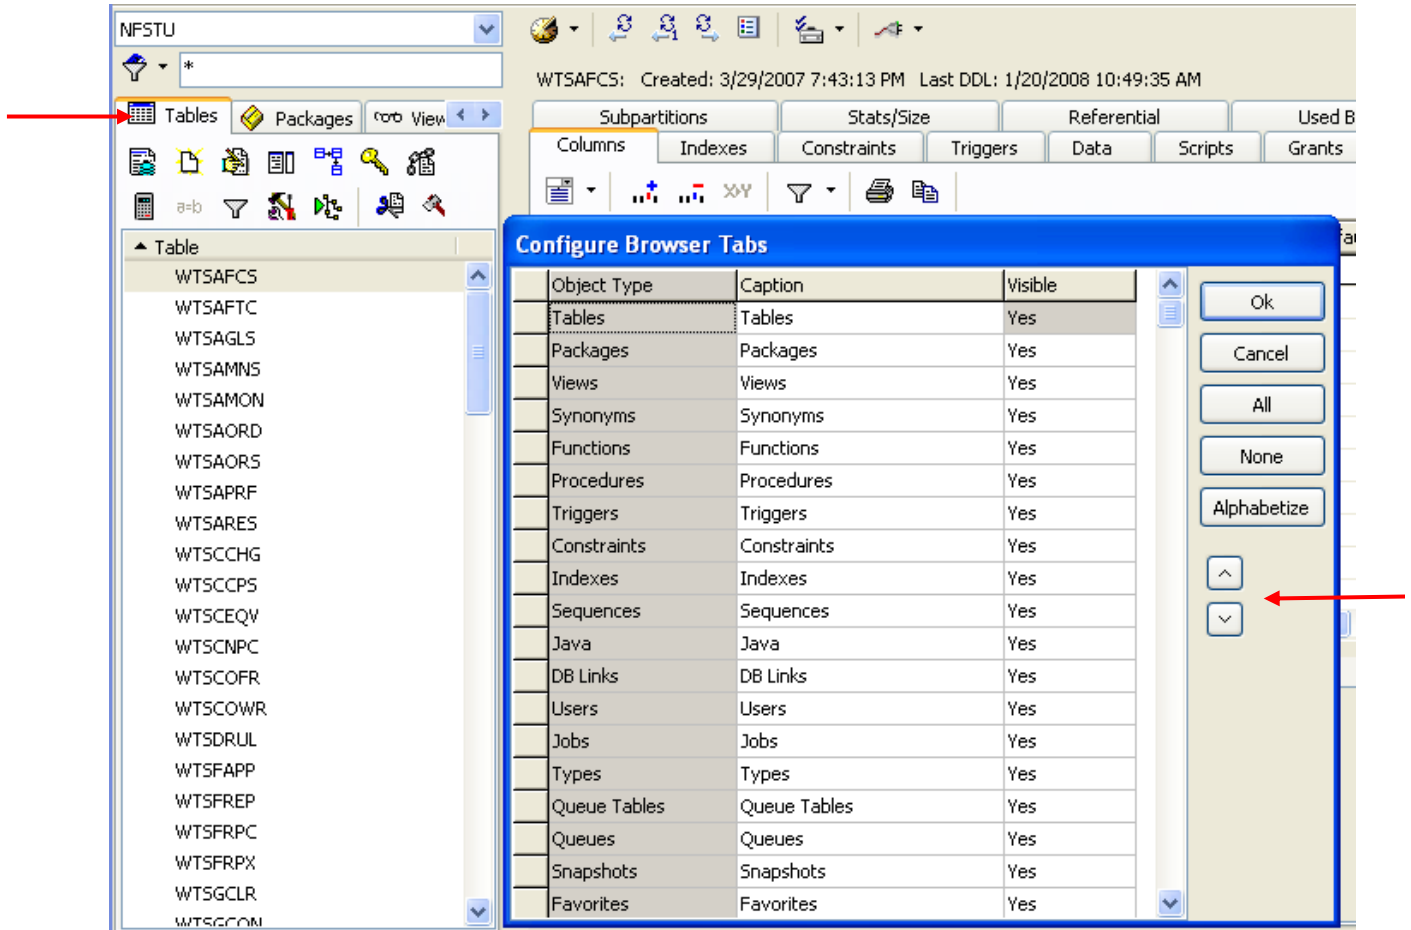 NFSTU
*
WTSAFCS: Created: 3/29/2007 7:43:13 PM Last DDL: 1/20/2008 10:49:35 AM
Tables Packages View
Subpartitions Stats/Size Referential Used B
Columns Indexes Constraints Triggers Data Scripts Grants
a=b
X>Y
Table
WTSAFCS
WTSAFTC
WTSAGLS
WTSAMNS
WTSAMON
WTSAORD
WTSAORS
WTSAPRF
WTSARES
WTSCCHG
WTSCCPS
WTSCEQV
WTSCNPC
WTSCOFR
WTSCOWR
WTSDRUL
WTSFAPP
WTSFREP
WTSFRPC
WTSFRPX
WTSGCLR
WTSGCON
Configure Browser Tabs
Object Type Caption Visible
Tables Tables Yes
Packages Packages Yes
Views Views Yes
Synonyms Synonyms Yes
Functions Functions Yes
Procedures Procedures Yes
Triggers Triggers Yes
Constraints Constraints Yes
Indexes Indexes Yes
Sequences Sequences Yes
Java Java Yes
DB Links DB Links Yes
Users Users Yes
Jobs Jobs Yes
Types Types Yes
Queue Tables Queue Tables Yes
Queues Queues Yes
Snapshots Snapshots Yes
Favorites Favorites Yes
Ok
Cancel
All
None
Alphabetize